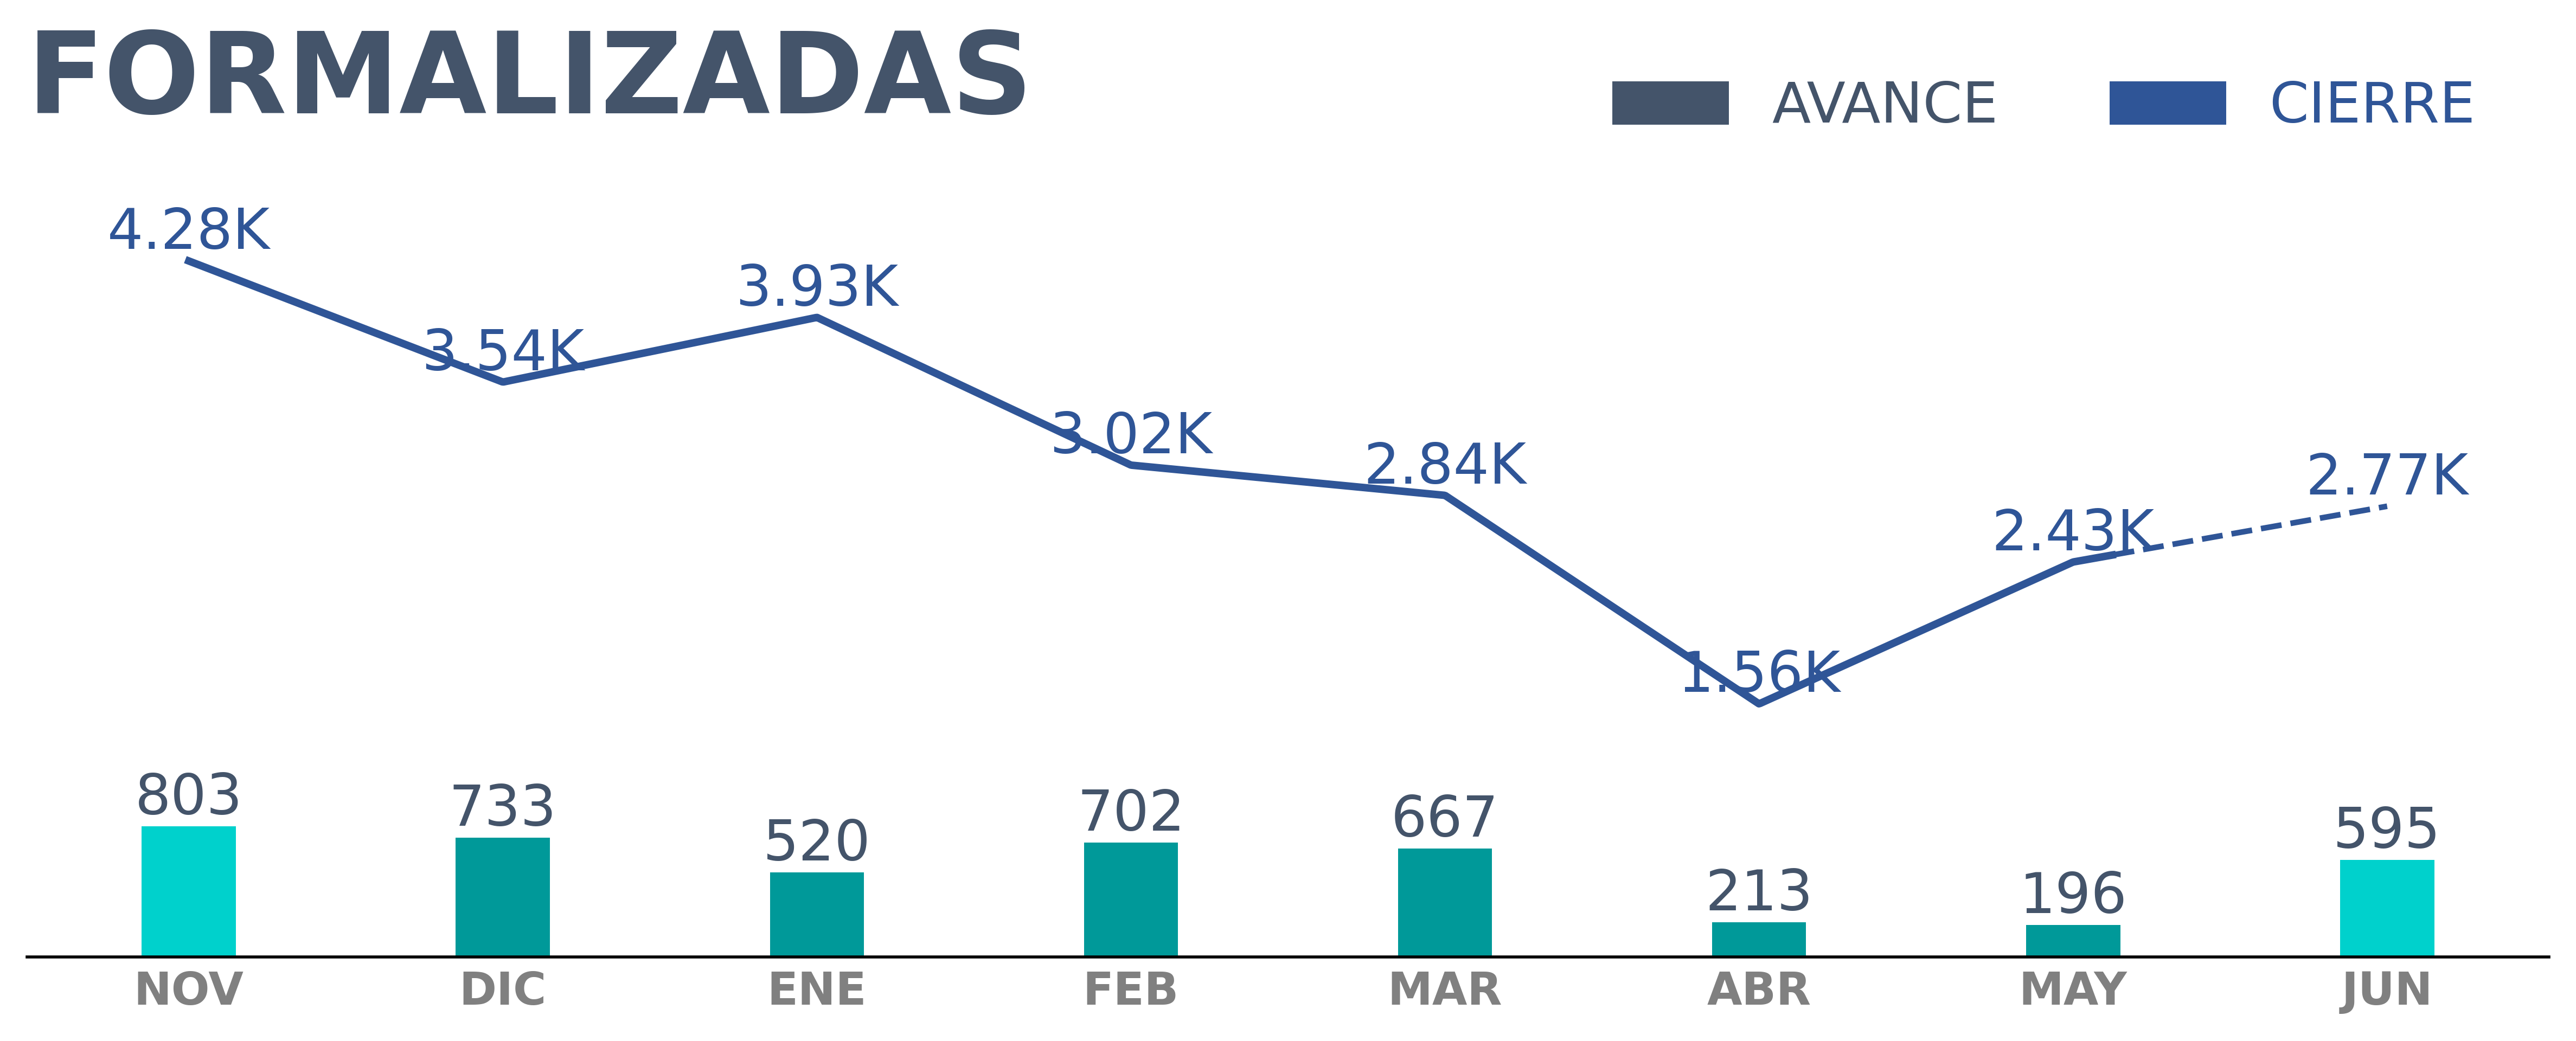 FORMALIZADAS
AVANCE
CIERRE
4.28K
3.54K
3.93K
3.02K
2.84K
1.56K
2.43K
2.77K
803
733
520
702
667
213
196
595
NOV
DIC
ENE
FEB
MAR
ABR
MAY
JUN